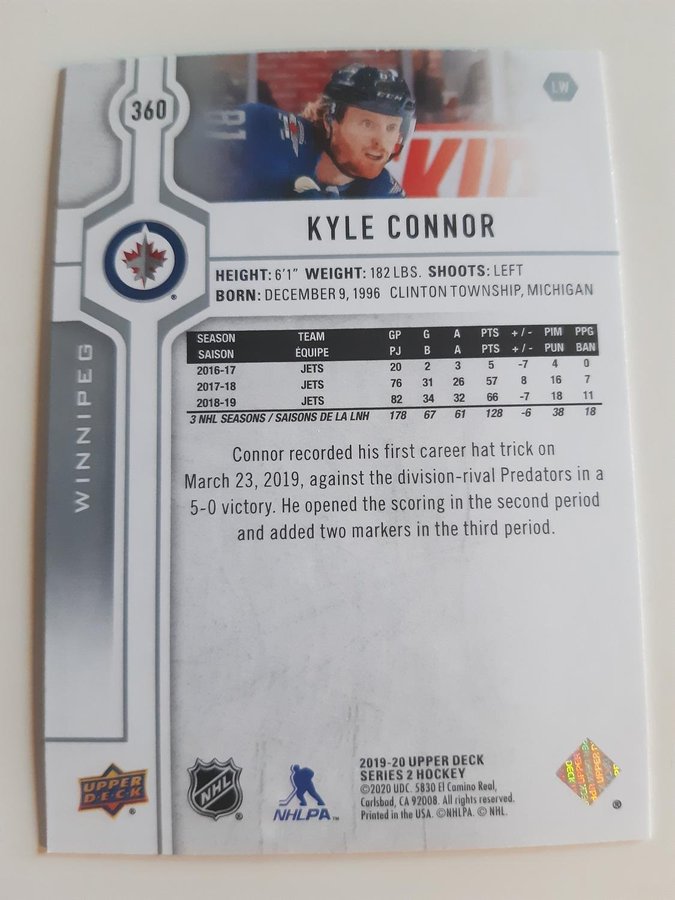 360
LW
81
KYLE CONNOR
HEIGHT: 6'1" WEIGHT: 182 LBS. SHOOTS: LEFT
BORN: DECEMBER 9, 1996 CLINTON TOWNSHIP, MICHIGAN
WINNIPEG
SEASON TEAM GP G A PTS +/- PIM PPG
SAISON ÉQUIPE PJ B A PTS +/- PUN BAN
2016-17 JETS 20 2 3 5 -7 4 0
2017-18 JETS 76 31 26 57 8 16 7
2018-19 JETS 82 34 32 66 -7 18 11
3 NHL SEASONS / SAISONS DE LA LNH 178 67 61 128 -6 38 18
Connor recorded his first career hat trick on
March 23, 2019, against the division-rival Predators in a
5-0 victory. He opened the scoring in the second period
and added two markers in the third period.
UPPER
DECK
®
NHL
®
NHLPA™
2019-20 UPPER DECK
SERIES 2 HOCKEY
©2020 UDC. 5830 El Camino Real,
Carlsbad, CA 92008. All rights reserved.
Printed in the USA. ©NHLPA. © NHL.
®